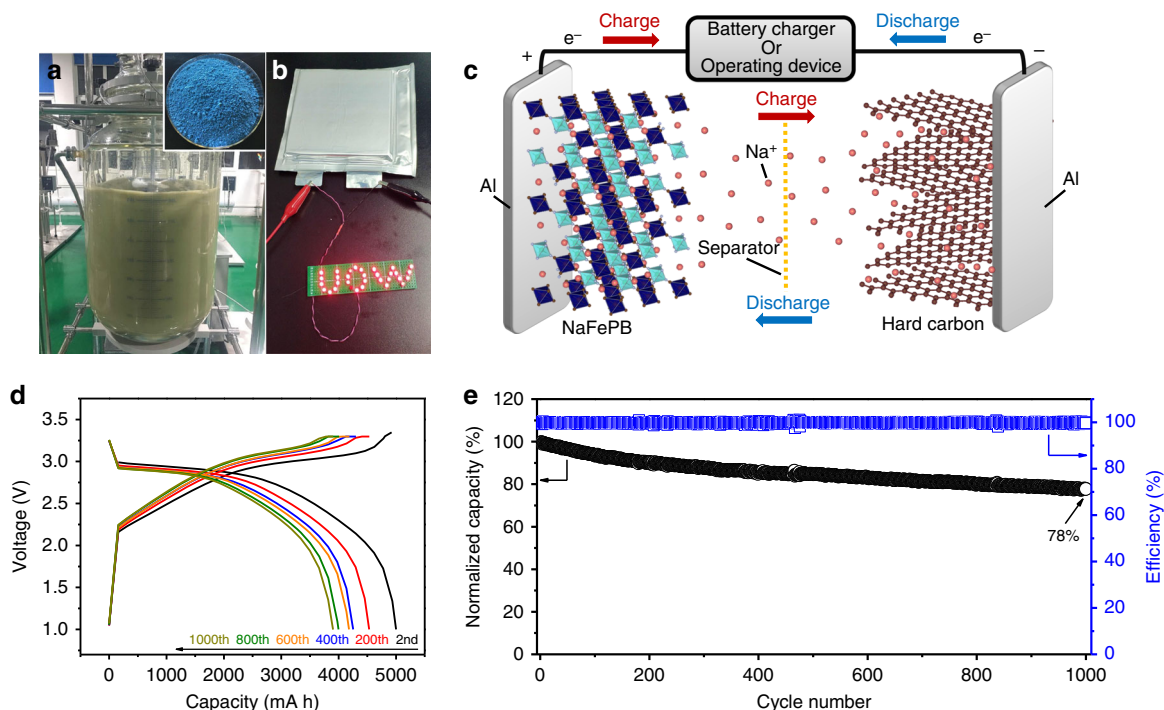 a
b
UOW
c
Charge
Discharge
e⁻
Battery charger
Or
Operating device
e⁻
+
−
Charge
Na⁺
Al
Al
Separator
Discharge
NaFePB
Hard carbon
d
Voltage (V)
3.5
3.0
2.5
2.0
1.5
1.0
1000th 800th 600th 400th 200th 2nd
0 1000 2000 3000 4000 5000
Capacity (mA h)
e
Normalized capacity (%)
120
100
80
60
40
20
0
78%
0 200 400 600 800 1000
Cycle number
100
80
60
40
20
0
Efficiency (%)